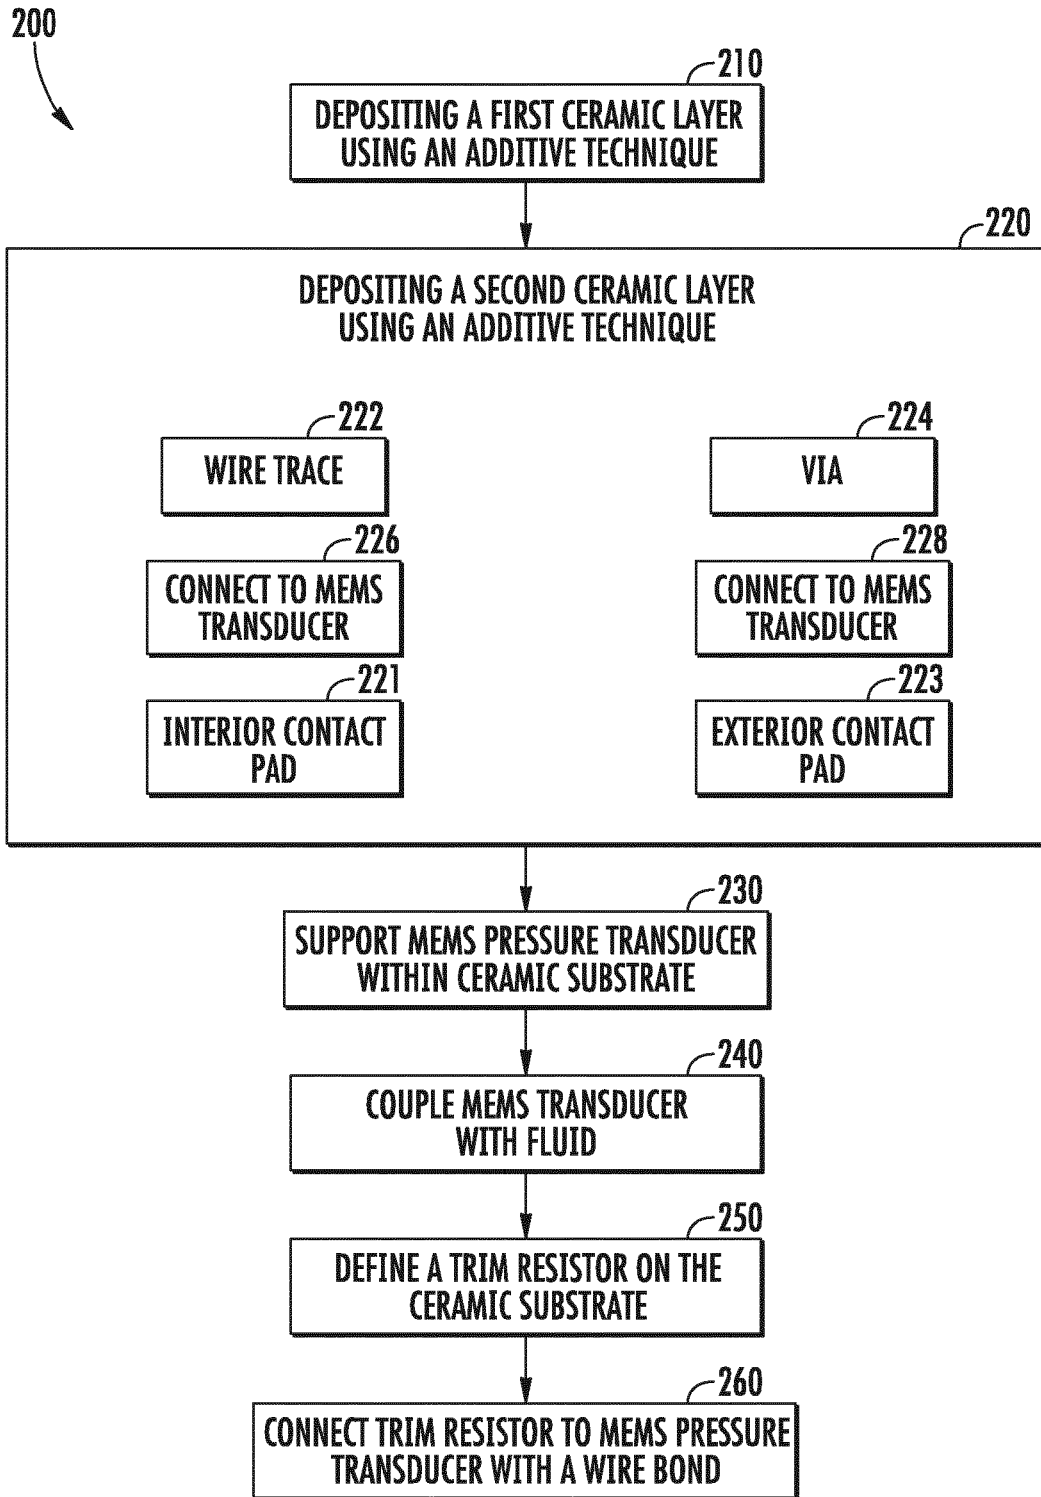 200
210
DEPOSITING A FIRST CERAMIC LAYER
USING AN ADDITIVE TECHNIQUE
220
DEPOSITING A SECOND CERAMIC LAYER
USING AN ADDITIVE TECHNIQUE
222
WIRE TRACE
224
VIA
226
CONNECT TO MEMS
TRANSDUCER
228
CONNECT TO MEMS
TRANSDUCER
221
INTERIOR CONTACT
PAD
223
EXTERIOR CONTACT
PAD
230
SUPPORT MEMS PRESSURE TRANSDUCER
WITHIN CERAMIC SUBSTRATE
240
COUPLE MEMS TRANSDUCER
WITH FLUID
250
DEFINE A TRIM RESISTOR ON THE
CERAMIC SUBSTRATE
260
CONNECT TRIM RESISTOR TO MEMS PRESSURE
TRANSDUCER WITH A WIRE BOND